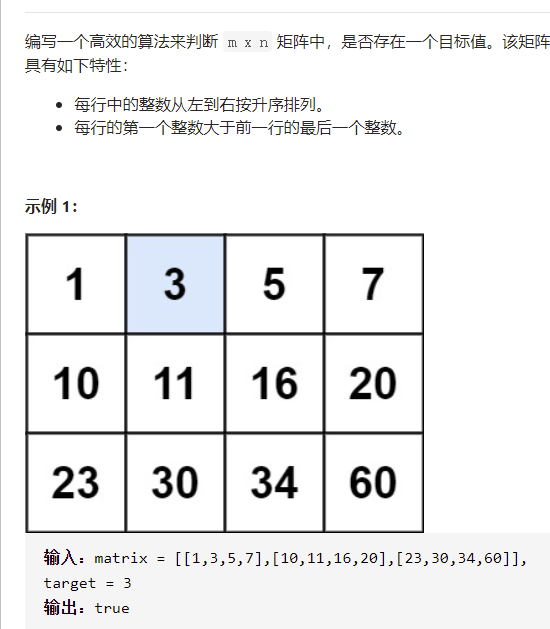 编写一个高效的算法来判断 m x n 矩阵中，是否存在一个目标值。该矩阵
具有如下特性：
• 每行中的整数从左到右按升序排列。
• 每行的第一个整数大于前一行的最后一个整数。
示例 1：
1 3 5 7
10 11 16 20
23 30 34 60
输入：matrix = [[1,3,5,7],[10,11,16,20],[23,30,34,60]],
target = 3
输出：true